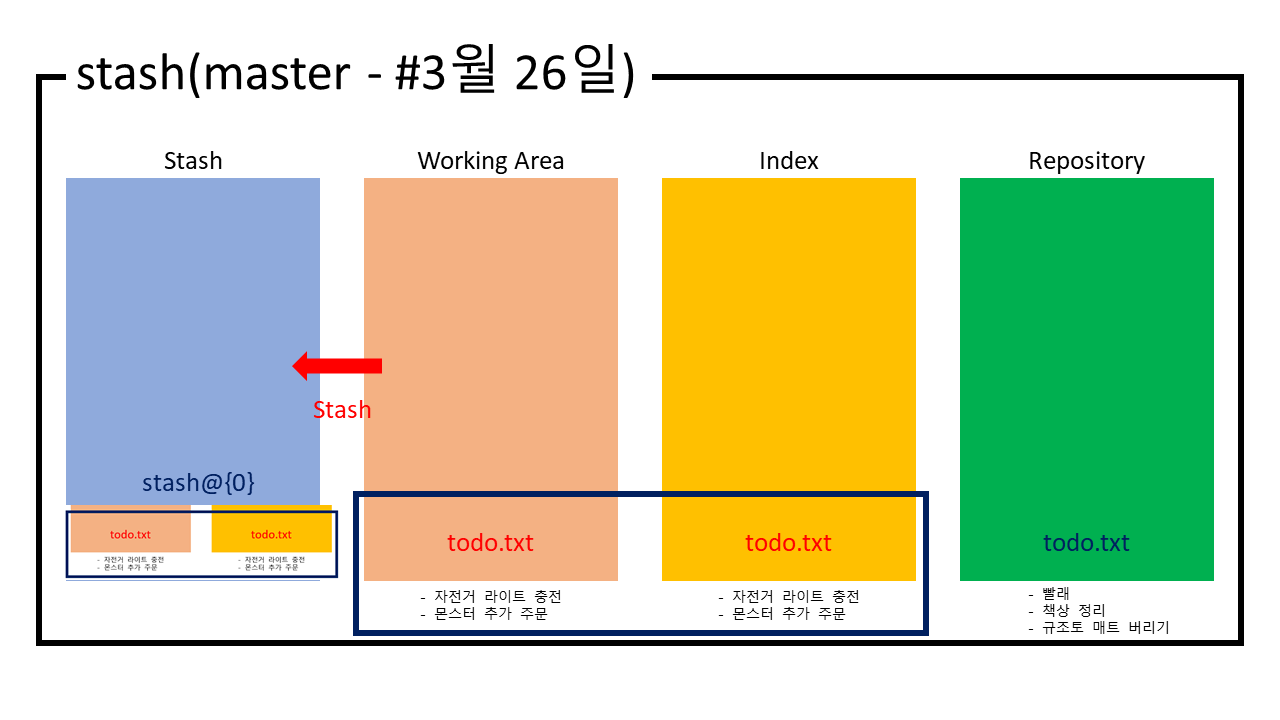 stash(master - #3월 26일)
Stash
Working Area
Index
Repository
Stash
stash@{0}
todo.txt
todo.txt
- 자전거 라이트 충전
- 몬스터 추가 주문
- 자전거 라이트 충전
- 몬스터 추가 주문
todo.txt
- 자전거 라이트 충전
- 몬스터 추가 주문
todo.txt
- 자전거 라이트 충전
- 몬스터 추가 주문
todo.txt
- 빨래
- 책상 정리
- 규조토 매트 버리기